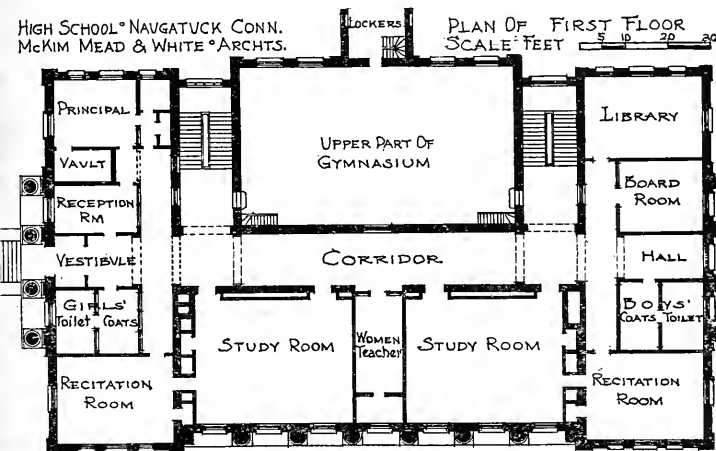 HIGH SCHOOL° NAUGATUCK CONN.
McKIM MEAD & WHITE° ARCHTS.
LOCKERS
PLAN OF FIRST FLOOR
SCALE FEET
5 10 20 30
PRINCIPAL
VAULT
RECEPTION
RM
VESTIBULE
GIRLS'
Toilet COATS
RECITATION
ROOM
UPPER PART OF
GYMNASIUM
CORRIDOR
STUDY ROOM
WOMEN
Teacher
STUDY ROOM
LIBRARY
BOARD
ROOM
HALL
BOYS'
COATS TOILET
RECITATION
ROOM